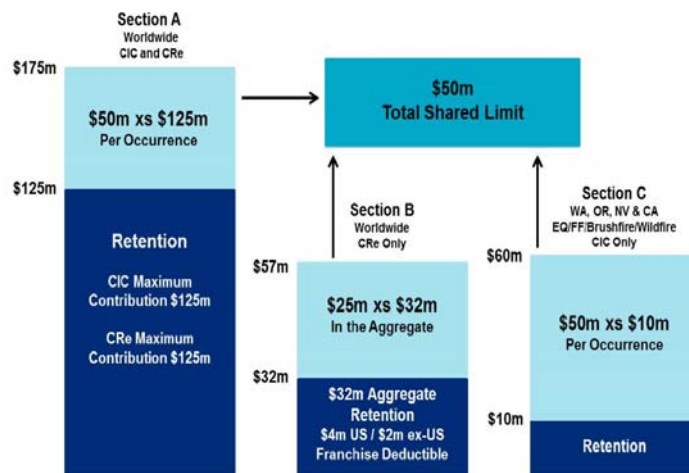 Section A
Worldwide
CIC and CRe
$175m
$50m xs $125m
Per Occurrence
$125m
Retention
CIC Maximum
Contribution $125m
CRe Maximum
Contribution $125m
$50m
Total Shared Limit
Section B
Worldwide
CRe Only
$57m
$25m xs $32m
In the Aggregate
$32m
$32m Aggregate
Retention
$4m US / $2m ex-US
Franchise Deductible
Section C
WA, OR, NV & CA
EQ/FF/Brushfire/Wildfire
CIC Only
$60m
$50m xs $10m
Per Occurrence
$10m
Retention